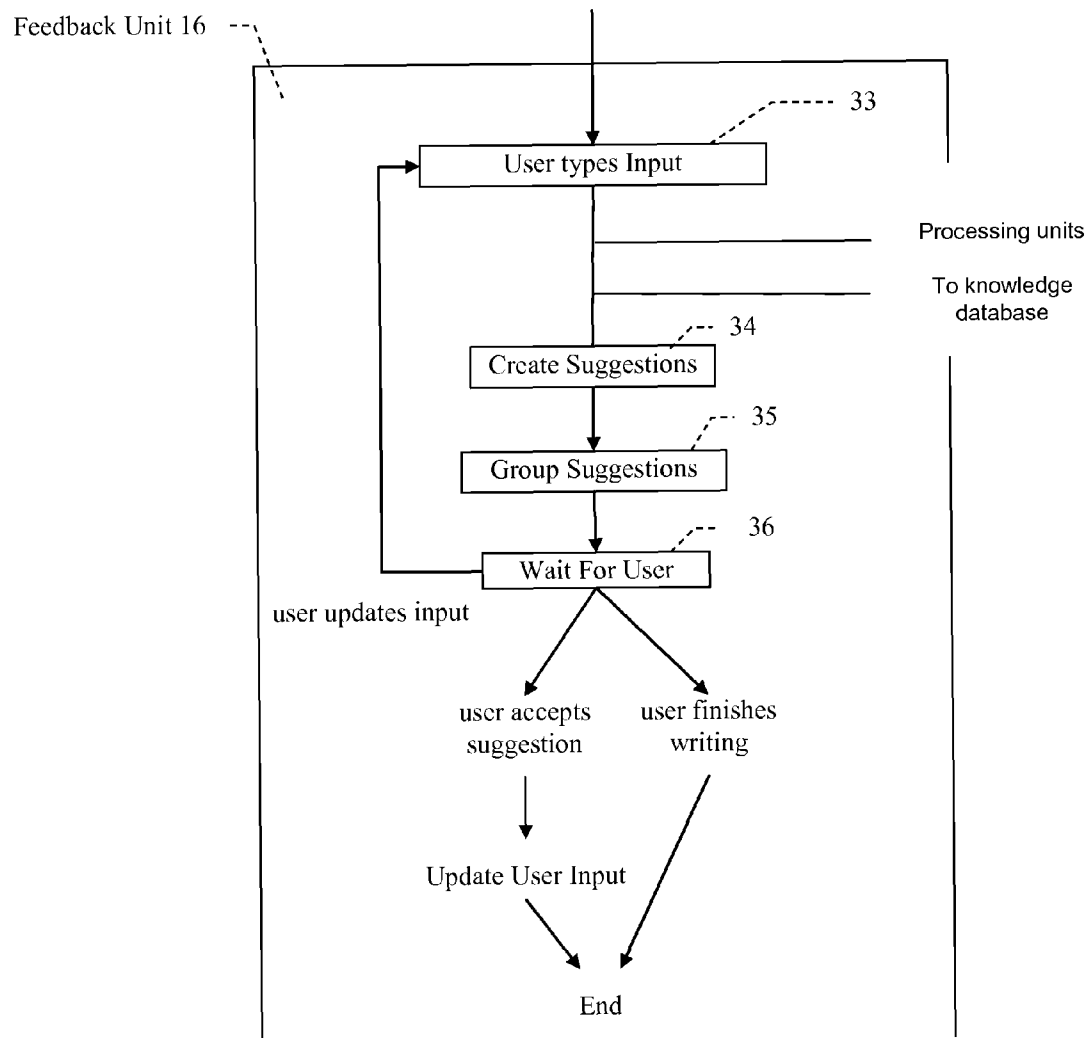 Feedback Unit 16
33
User types Input
Processing units
To knowledge
database
34
Create Suggestions
35
Group Suggestions
36
Wait For User
user updates input
user accepts
suggestion
user finishes
writing
Update User Input
End